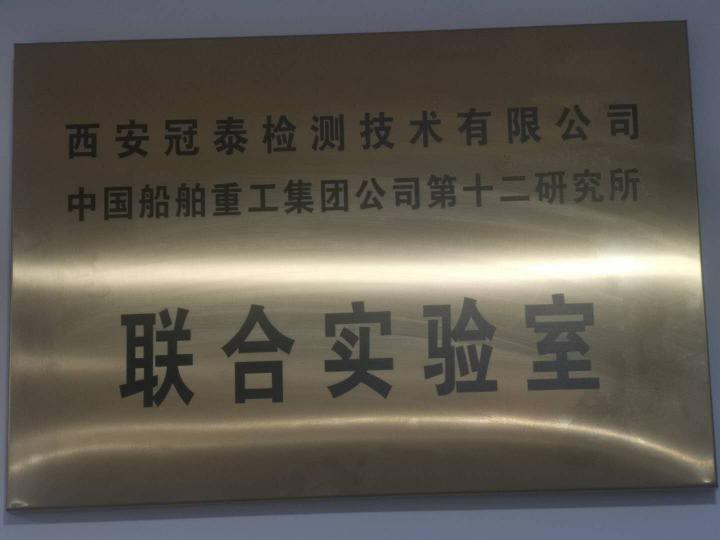 西安冠泰检测技术有限公司
中国船舶重工集团公司第十二研究所
联合实验室